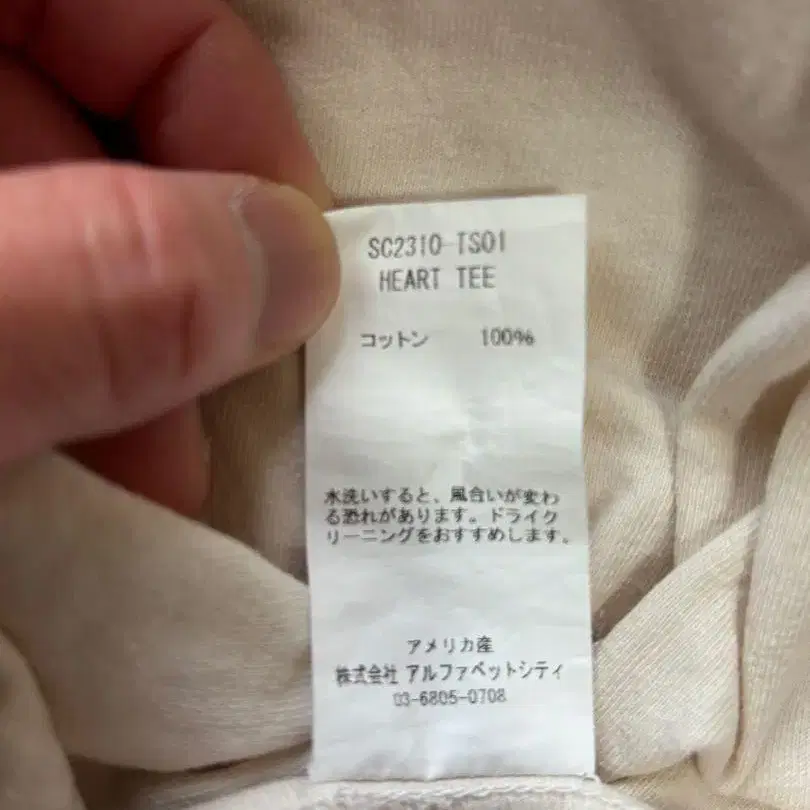 SC2310-TS01
HEART TEE
コットン 100%
水洗いすると、風合いが変わ
る恐れがあります。ドライク
リーニングをおすすめします。
アメリカ産
株式会社 アルファベットシティ
03-6805-0708